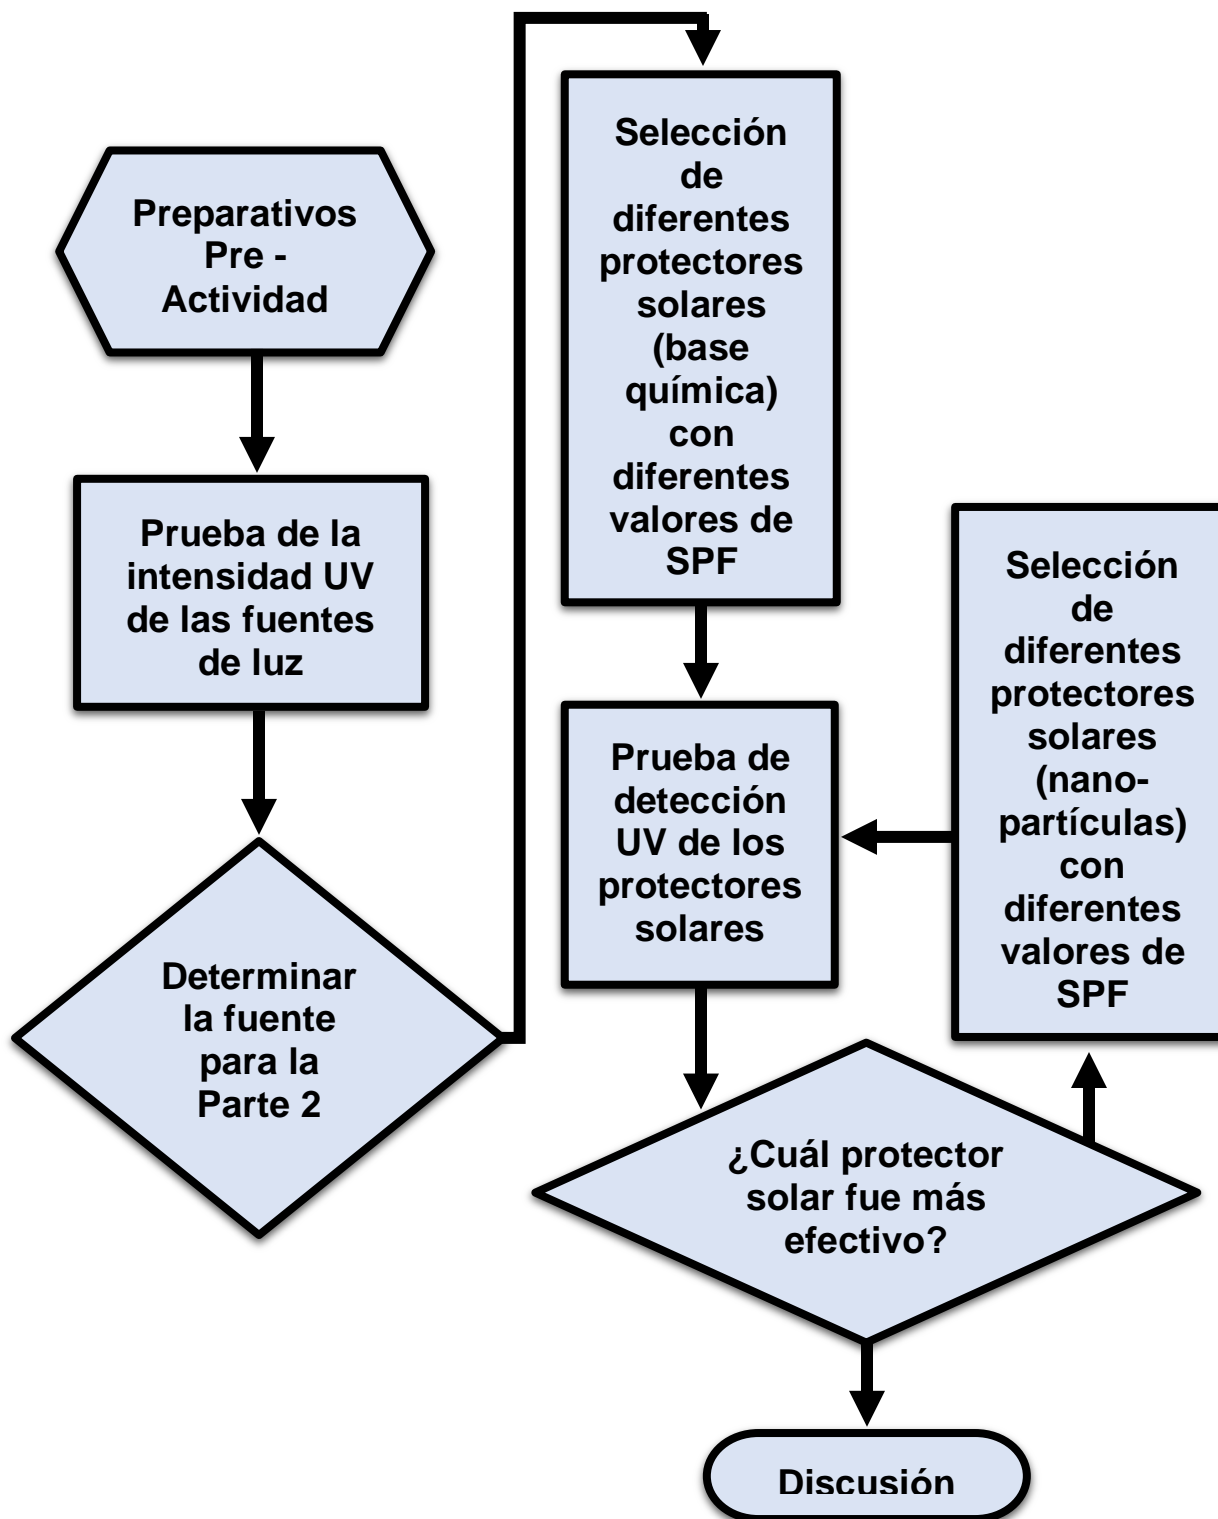 Preparativos
Pre -
Actividad
Prueba de la
intensidad UV
de las fuentes
de luz
Determinar
la fuente
para la
Parte 2
Selección
de
diferentes
protectores
solares
(base
química)
con
diferentes
valores de
SPF
Prueba de
detección
UV de los
protectores
solares
¿Cuál protector
solar fue más
efectivo?
Selección
de
diferentes
protectores
solares
(nano-
partículas)
con
diferentes
valores de
SPF
Discusión